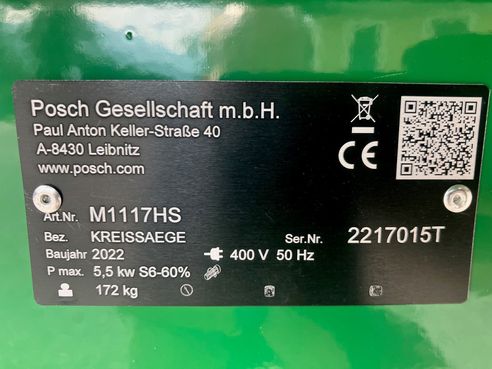 Posch Gesellschaft m.b.H.
Paul Anton Keller-Straße 40
A-8430 Leibnitz
www.posch.com
CE
Art.Nr. M1117HS
Bez. KREISSAEGE Ser.Nr. 2217015T
Baujahr 2022 400 V 50 Hz
P max. 5,5 kw S6-60%
172 kg